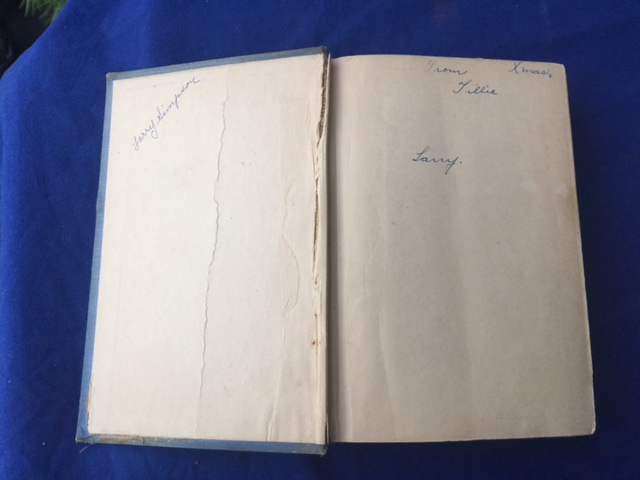 Larry Simpson
From Xmas.
Tillie
Larry.